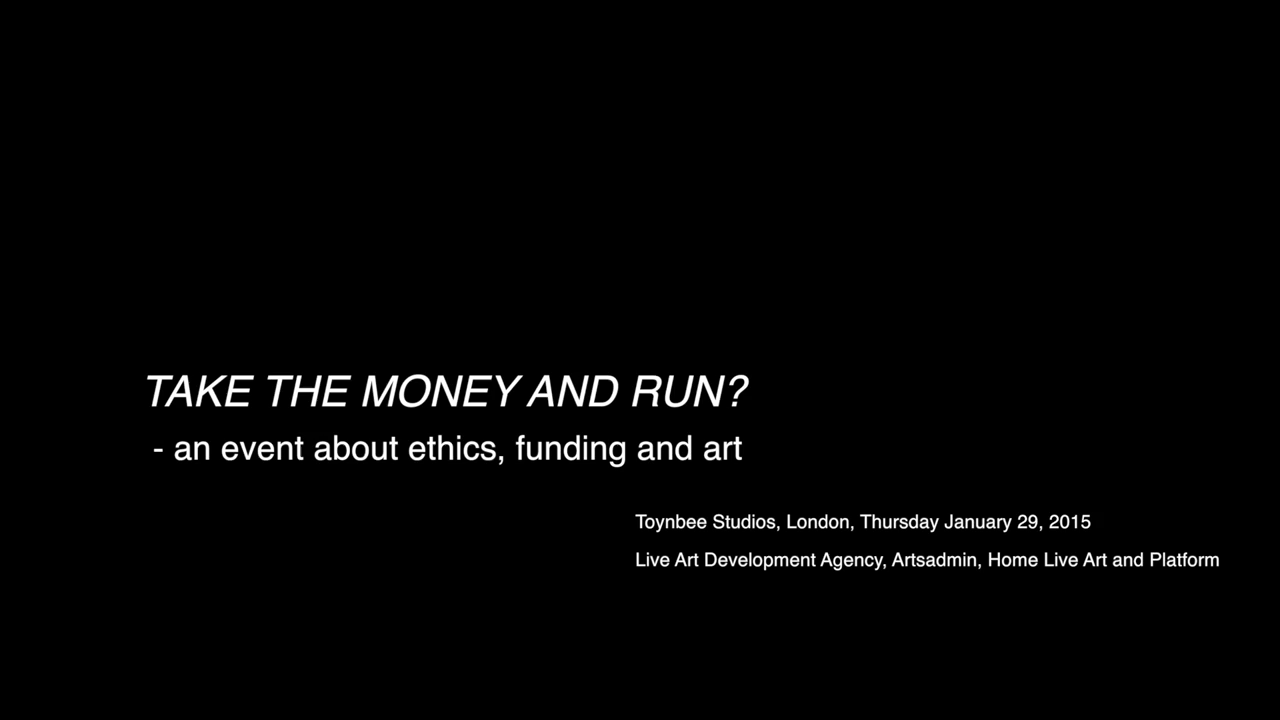 TAKE THE MONEY AND RUN?
- an event about ethics, funding and art
Toynbee Studios, London, Thursday January 29, 2015
Live Art Development Agency, Artsadmin, Home Live Art and Platform